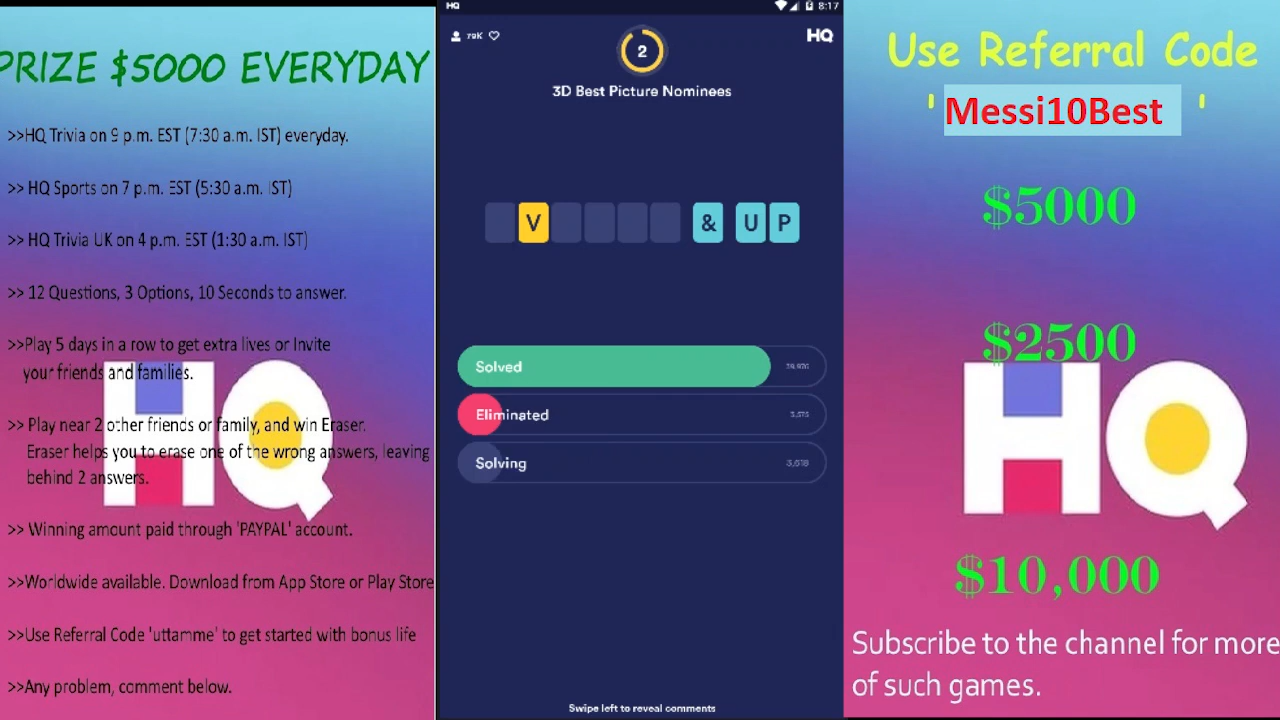 PRIZE $5000 EVERYDAY
>>HQ Trivia on 9 p.m. EST (7:30 a.m. IST) everyday.
>> HQ Sports on 7 p.m. EST (5:30 a.m. IST)
>> HQ Trivia UK on 4 p.m. EST (1:30 a.m. IST)
>> 12 Questions, 3 Options, 10 Seconds to answer.
>>Play 5 days in a row to get extra lives or Invite
your friends and families.
>> Play near 2 other friends or family, and win Eraser.
Eraser helps you to erase one of the wrong answers, leaving
behind 2 answers.
>> Winning amount paid through 'PAYPAL' account.
>>Worldwide available. Download from App Store or Play Store
>>Use Referral Code 'uttamme' to get started with bonus life
>>Any problem, comment below.
HQ
HQ 8:17
79K HQ
2
3D Best Picture Nominees
V & UP
Solved
Eliminated
Solving
Swipe left to reveal comments
Use Referral Code
' Messi10Best '
$5000
$2500
HQ
$10,000
Subscribe to the channel for more
of such games.